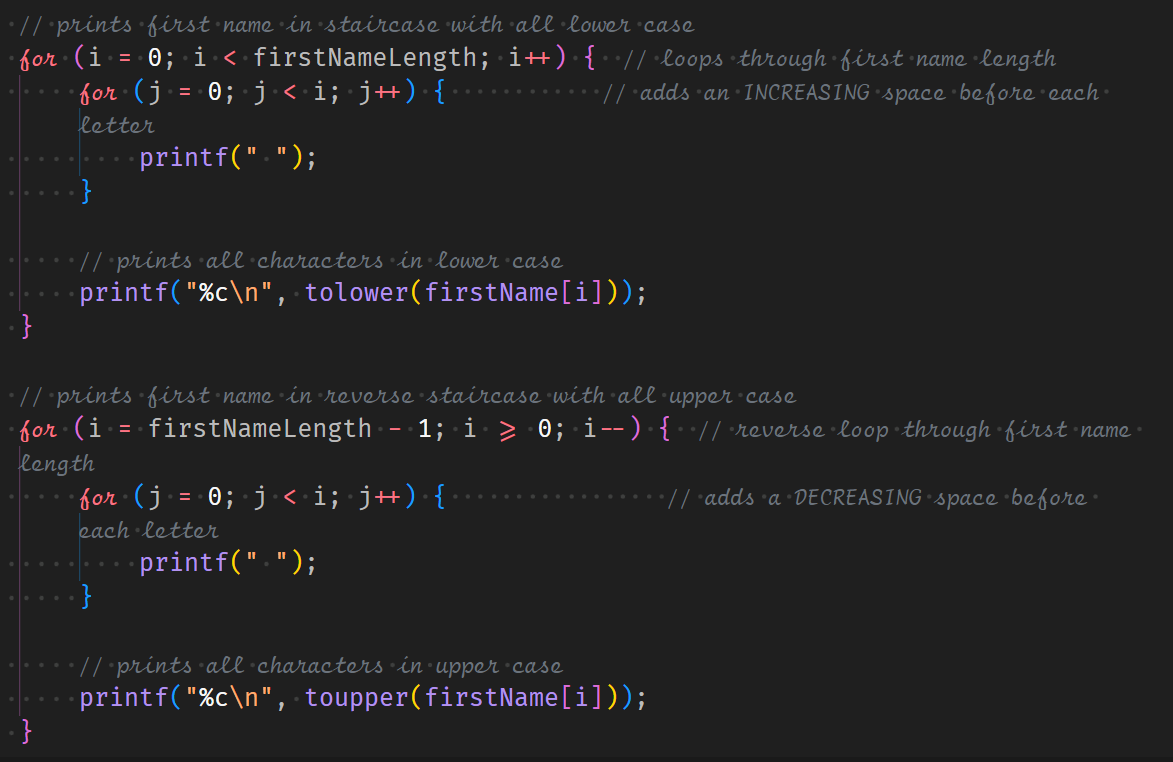 // prints first name in staircase with all lower case
for (i = 0; i < firstNameLength; i++) { // loops through first name length
for (j = 0; j < i; j++) { // adds an INCREASING space before each
letter
printf(" ");
}
// prints all characters in lower case
printf("%c\n", tolower(firstName[i]));
}
// prints first name in reverse staircase with all upper case
for (i = firstNameLength - 1; i >= 0; i--) { // reverse loop through first name
length
for (j = 0; j < i; j++) { // adds a DECREASING space before
each letter
printf(" ");
}
// prints all characters in upper case
printf("%c\n", toupper(firstName[i]));
}